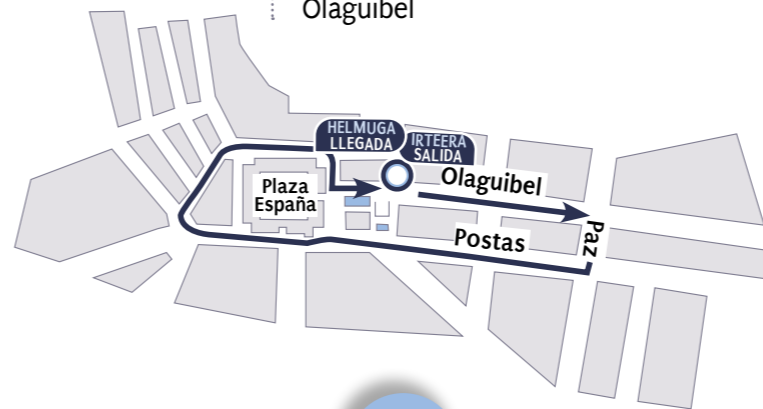 Olaguibel
HELMUGA
LLEGADA
IRTEERA
SALIDA
Olaguibel
Plaza
España
Postas
Paz